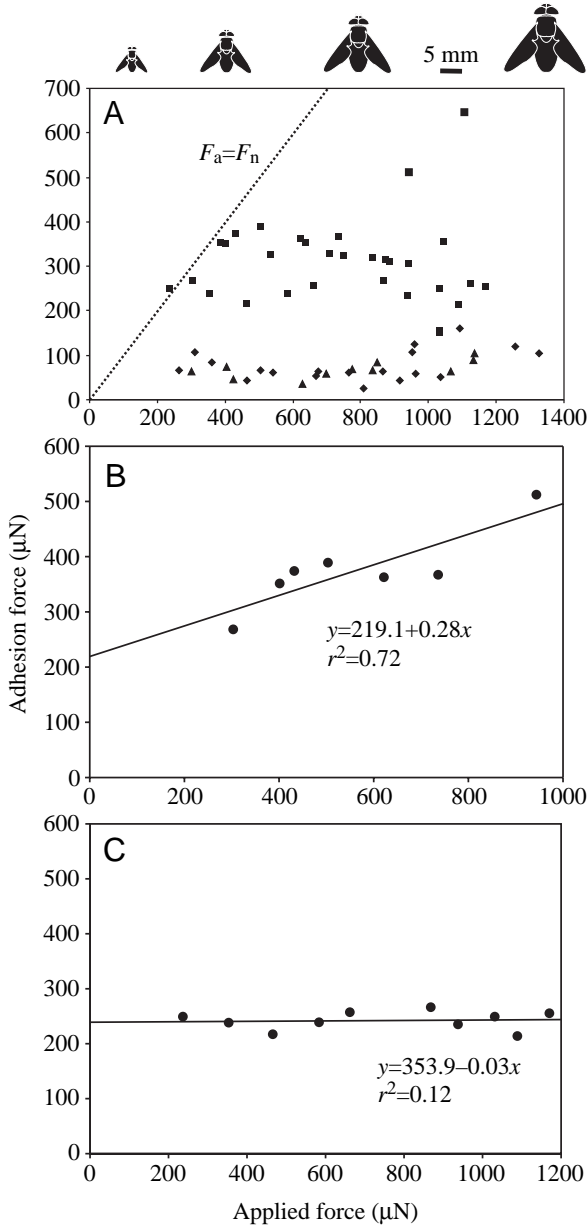 5 mm
A
700
600
500
400
300
200
100
0
Fa=Fn
0 200 400 600 800 1000 1200 1400
B
600
500
400
300
200
100
0
y=219.1+0.28x
r²=0.72
0 200 400 600 800 1000
Adhesion force (µN)
C
600
500
400
300
200
100
0
y=353.9–0.03x
r²=0.12
0 200 400 600 800 1000 1200
Applied force (µN)